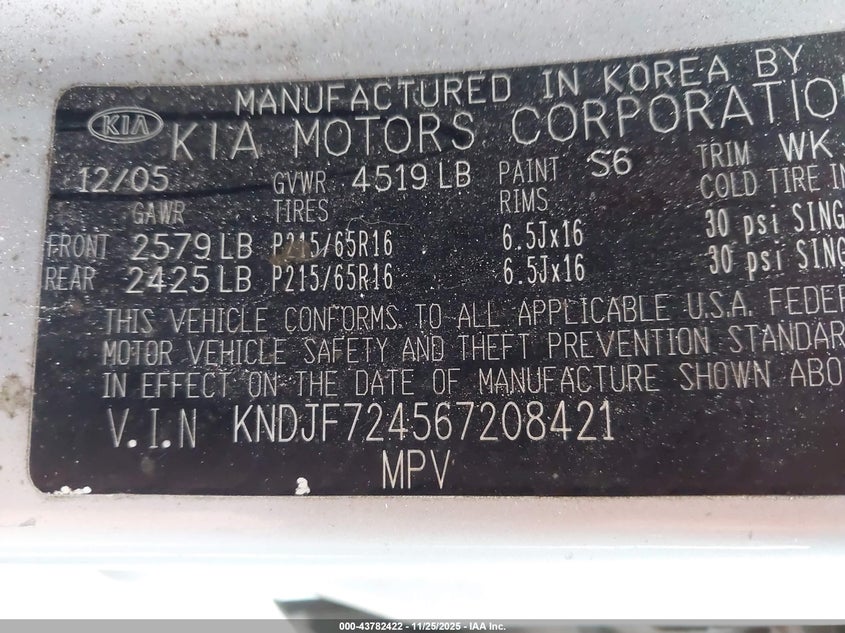 MANUFACTURED IN KOREA BY
KIA
KIA MOTORS CORPORATION
12/05 GVWR 4519 LB PAINT S6 TRIM WK
GAWR TIRES RIMS COLD TIRE IN
FRONT 2579 LB P215/65R16 6.5Jx16 30 psi SING
REAR 2425 LB P215/65R16 6.5Jx16 30 psi SING
THIS VEHICLE CONFORMS TO ALL APPLICABLE U.S.A. FEDER
MOTOR VEHICLE SAFETY AND THEFT PREVENTION STANDAR
IN EFFECT ON THE DATE OF MANUFACTURE SHOWN ABO
V.I.N KNDJF724567208421
MPV
000-43782422 - 11/25/2025 - IAA Inc.